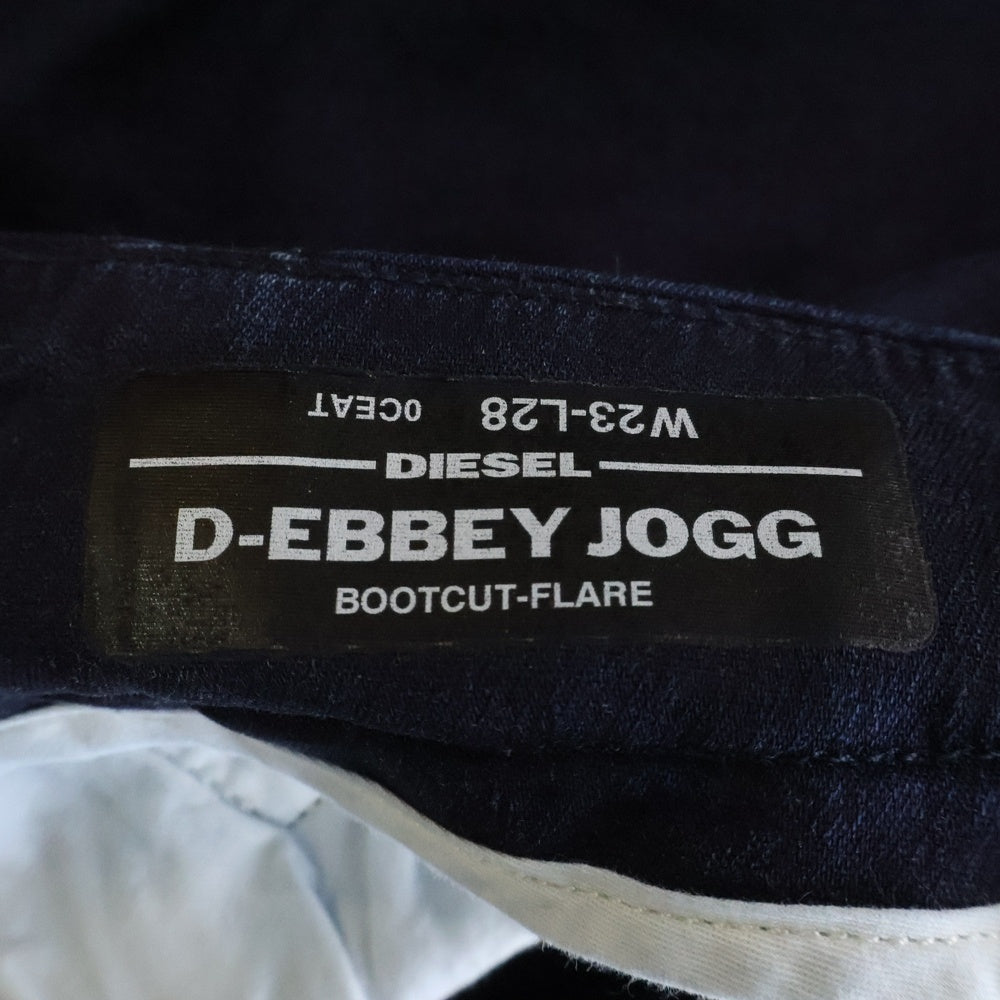 W23-L28 0CEAT
DIESEL
D-EBBEY JOGG
BOOTCUT-FLARE